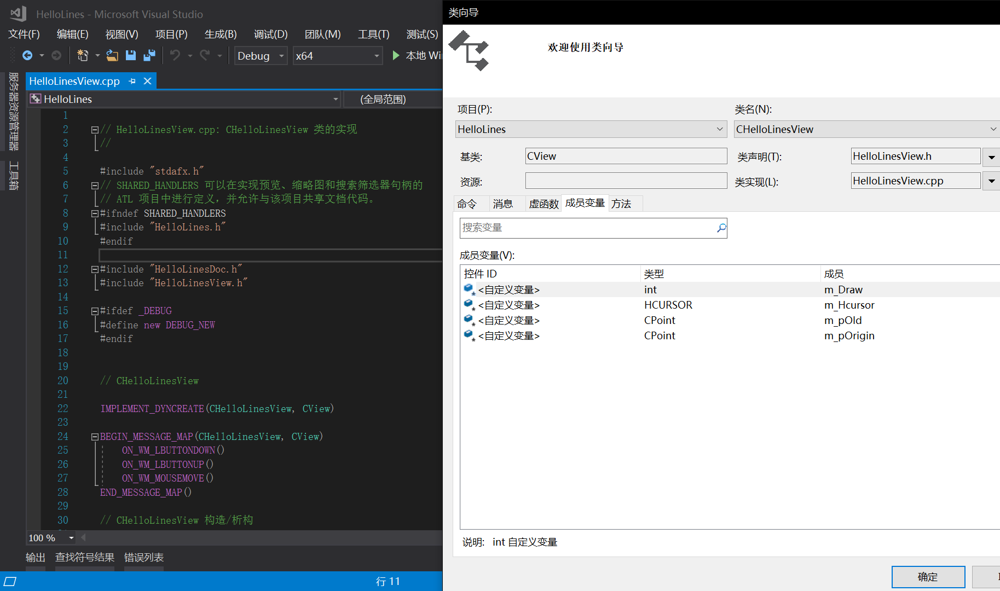 HelloLines - Microsoft Visual Studio
文件(F) 编辑(E) 视图(V) 项目(P) 生成(B) 调试(D) 团队(M) 工具(T) 测试(S)
Debug x64 本地 Wi
服务器资源管理器
工具箱
HelloLinesView.cpp
HelloLines (全局范围)
1
2 // HelloLinesView.cpp: CHelloLinesView 类的实现
3 //
4
5 #include "stdafx.h"
6 // SHARED_HANDLERS 可以在实现预览、缩略图和搜索筛选器句柄的
7 // ATL 项目中进行定义，并允许与该项目共享文档代码。
8 #ifndef SHARED_HANDLERS
9 #include "HelloLines.h"
10 #endif
11
12 #include "HelloLinesDoc.h"
13 #include "HelloLinesView.h"
14
15 #ifdef _DEBUG
16 #define new DEBUG_NEW
17 #endif
18
19
20 // CHelloLinesView
21
22 IMPLEMENT_DYNCREATE(CHelloLinesView, CView)
23
24 BEGIN_MESSAGE_MAP(CHelloLinesView, CView)
25 ON_WM_LBUTTONDOWN()
26 ON_WM_LBUTTONUP()
27 ON_WM_MOUSEMOVE()
28 END_MESSAGE_MAP()
29
30 // CHelloLinesView 构造/析构
100 %
输出 查找符号结果 错误列表
行 11
类向导
欢迎使用类向导
项目(P): 类名(N):
HelloLines CHelloLinesView
基类: CView 类声明(T): HelloLinesView.h
资源: 类实现(L): HelloLinesView.cpp
命令 消息 虚函数 成员变量 方法
搜索变量
成员变量(V):
控件 ID 类型 成员
<自定义变量> int m_Draw
<自定义变量> HCURSOR m_Hcursor
<自定义变量> CPoint m_pOld
<自定义变量> CPoint m_pOrigin
说明: int 自定义变量
确定